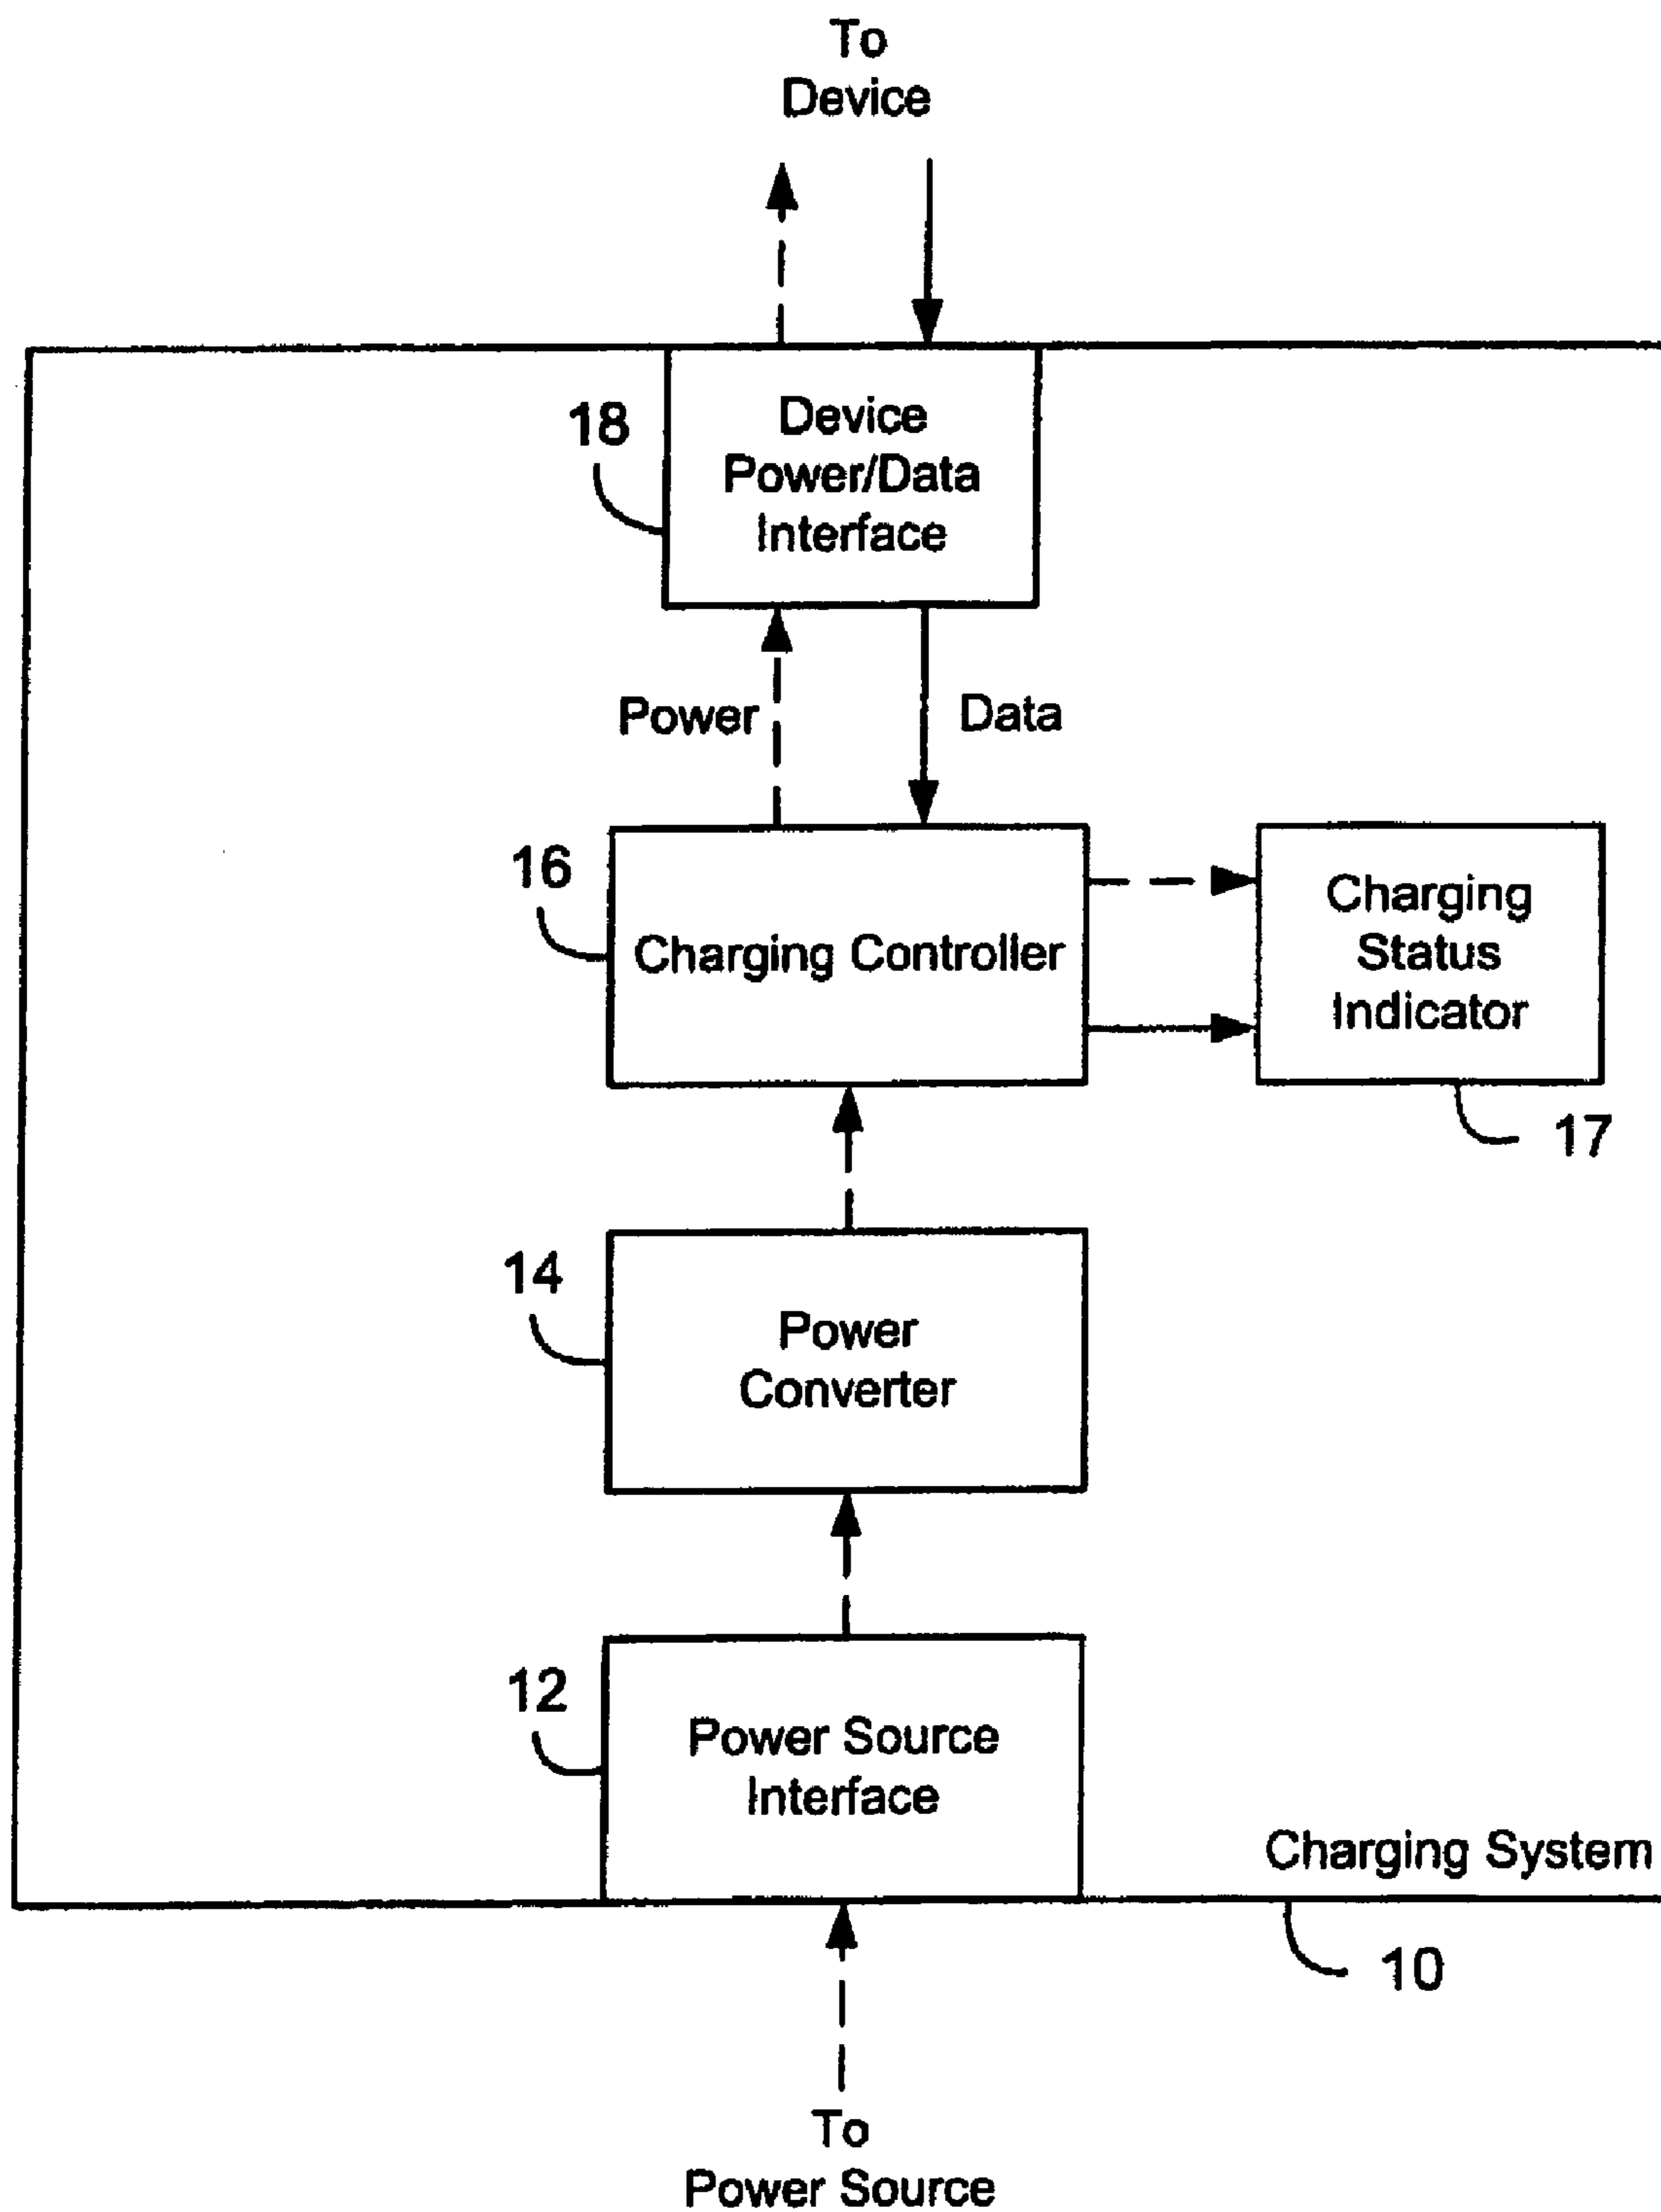 To
Device
18
Device
Power/Data
Interface
Power
Data
16
Charging Controller
Charging
Status
Indicator
17
14
Power
Converter
12
Power Source
Interface
Charging System
10
To
Power Source